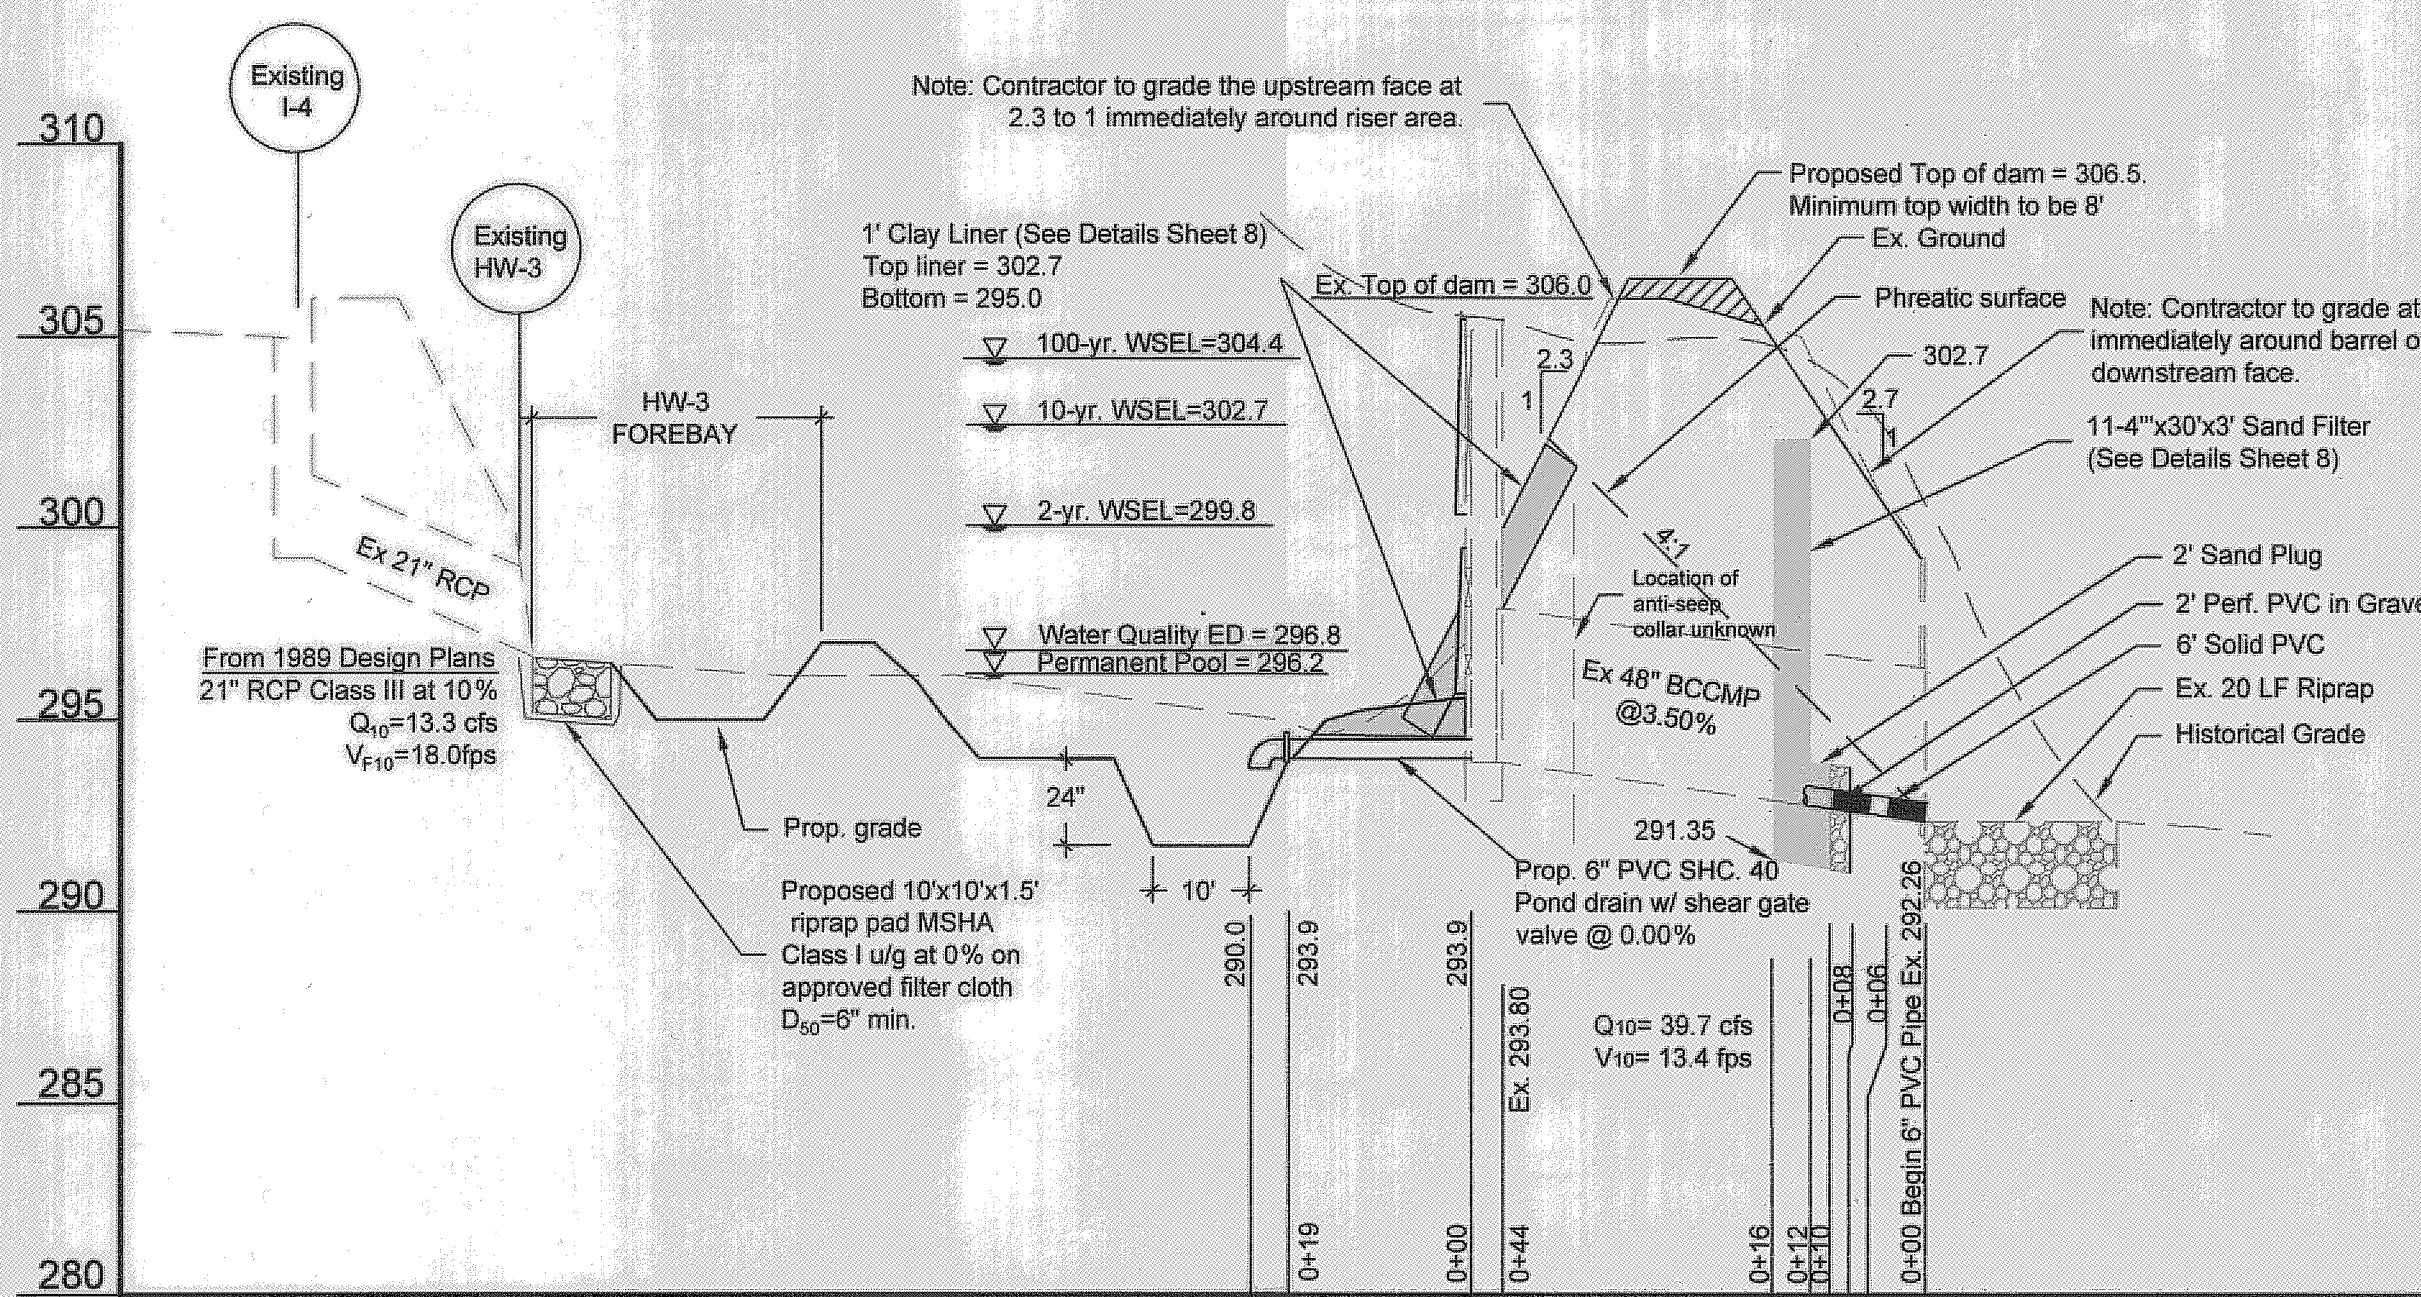 Existing
I-4
310
Existing
HW-3
305
300
295
290
285
280
Note: Contractor to grade the upstream face at
2.3 to 1 immediately around riser area.
1' Clay Liner (See Details Sheet 8)
Top liner = 302.7
Bottom = 295.0
Ex. Top of dam = 306.0
Proposed Top of dam = 306.5.
Minimum top width to be 8'
Ex. Ground
Phreatic surface
Note: Contractor to grade at
immediately around barrel o
downstream face.
302.7
11-4"'x30'x3' Sand Filter
(See Details Sheet 8)
2' Sand Plug
2' Perf. PVC in Grave
6' Solid PVC
Ex. 20 LF Riprap
Historical Grade
100-yr. WSEL=304.4
10-yr. WSEL=302.7
2-yr. WSEL=299.8
Water Quality ED = 296.8
Permanent Pool = 296.2
HW-3
FOREBAY
Ex 21" RCP
From 1989 Design Plans
21" RCP Class III at 10%
Q10=13.3 cfs
VF10=18.0fps
Prop. grade
Proposed 10'x10'x1.5'
riprap pad MSHA
Class I u/g at 0% on
approved filter cloth
D50=6" min.
24"
10'
2.3
1
2.7
1
4:1
Location of
anti-seep
collar unknown
Ex 48" BCCMP
@3.50%
291.35
Prop. 6" PVC SHC. 40
Pond drain w/ shear gate
valve @ 0.00%
Q10= 39.7 cfs
V10= 13.4 fps
290.0
293.9
0+19
293.9
0+00
Ex. 293.80
0+44
0+16
0+12
0+10
0+08
0+06
0+00 Begin 6" PVC Pipe Ex. 292.26